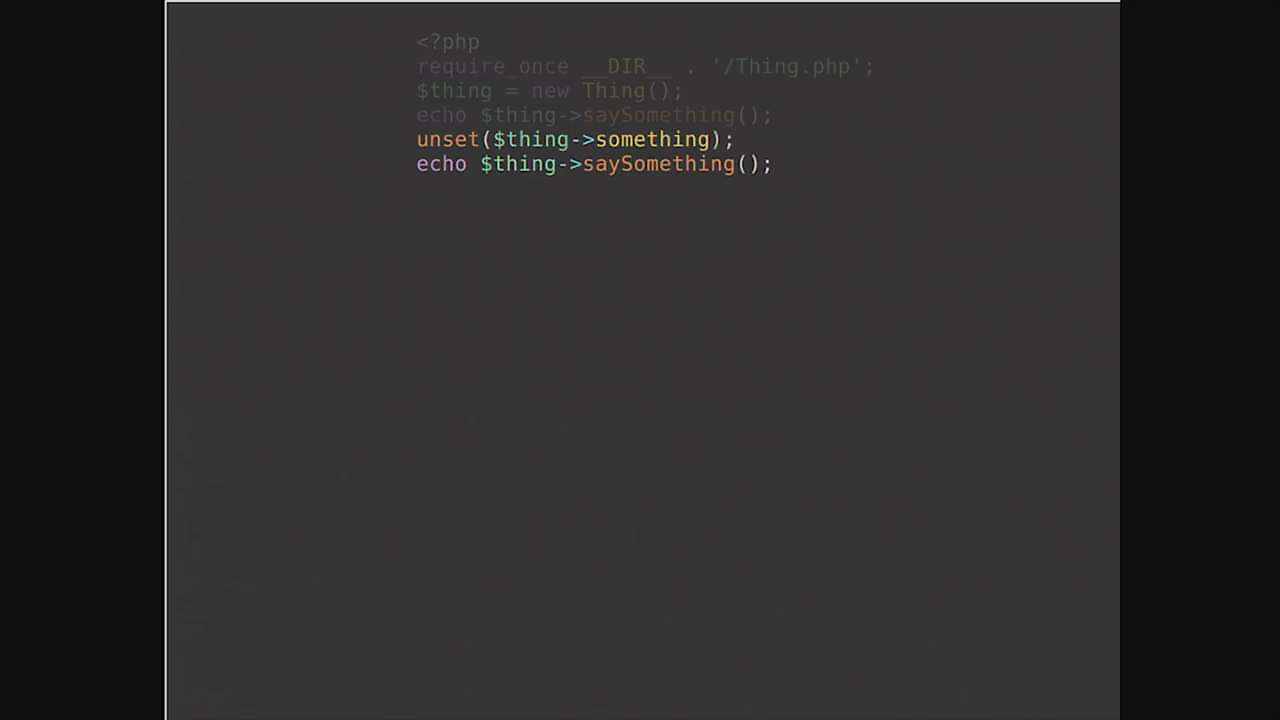 <?php
require_once __DIR__ . '/Thing.php';
$thing = new Thing();
echo $thing->saySomething();
unset($thing->something);
echo $thing->saySomething();